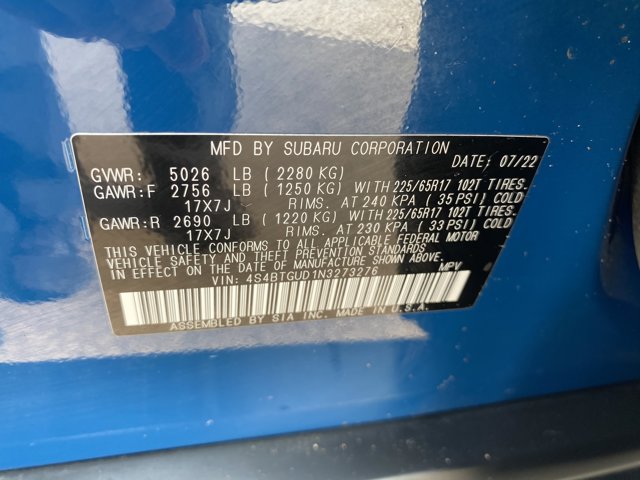 MFD BY SUBARU CORPORATION
DATE: 07/22
GVWR: 5026 LB ( 2280 KG)
GAWR:F 2756 LB ( 1250 KG) WITH 225/65R17 102T TIRES.
17X7J RIMS. AT 240 KPA ( 35 PSI) COLD
GAWR:R 2690 LB ( 1220 KG) WITH 225/65R17 102T TIRES.
17X7J RIMS. AT 230 KPA ( 33 PSI) COLD
THIS VEHICLE CONFORMS TO ALL APPLICABLE FEDERAL MOTOR
VEHICLE SAFETY AND THEFT PREVENTION STANDARDS
IN EFFECT ON THE DATE OF MANUFACTURE SHOWN ABOVE.
VIN: 4S4BTGUD1N3273276 MPV
ASSEMBLED BY SIA INC. MADE IN U.S.A.